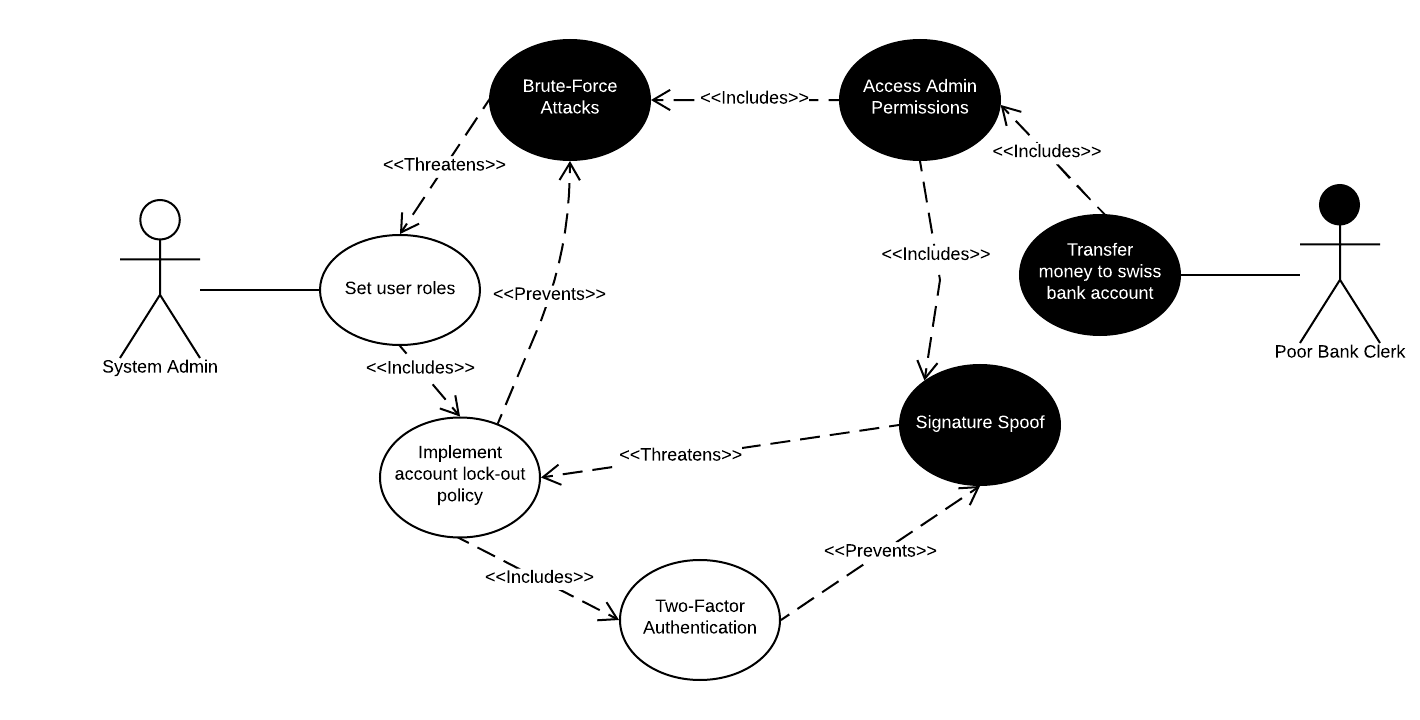 Brute-Force
Attacks
<<Includes>>
Access Admin
Permissions
<<Threatens>>
<<Includes>>
Set user roles
<<Prevents>>
<<Includes>>
Transfer
money to swiss
bank account
System Admin
Poor Bank Clerk
<<Includes>>
Implement
account lock-out
policy
<<Threatens>>
Signature Spoof
<<Includes>>
<<Prevents>>
Two-Factor
Authentication